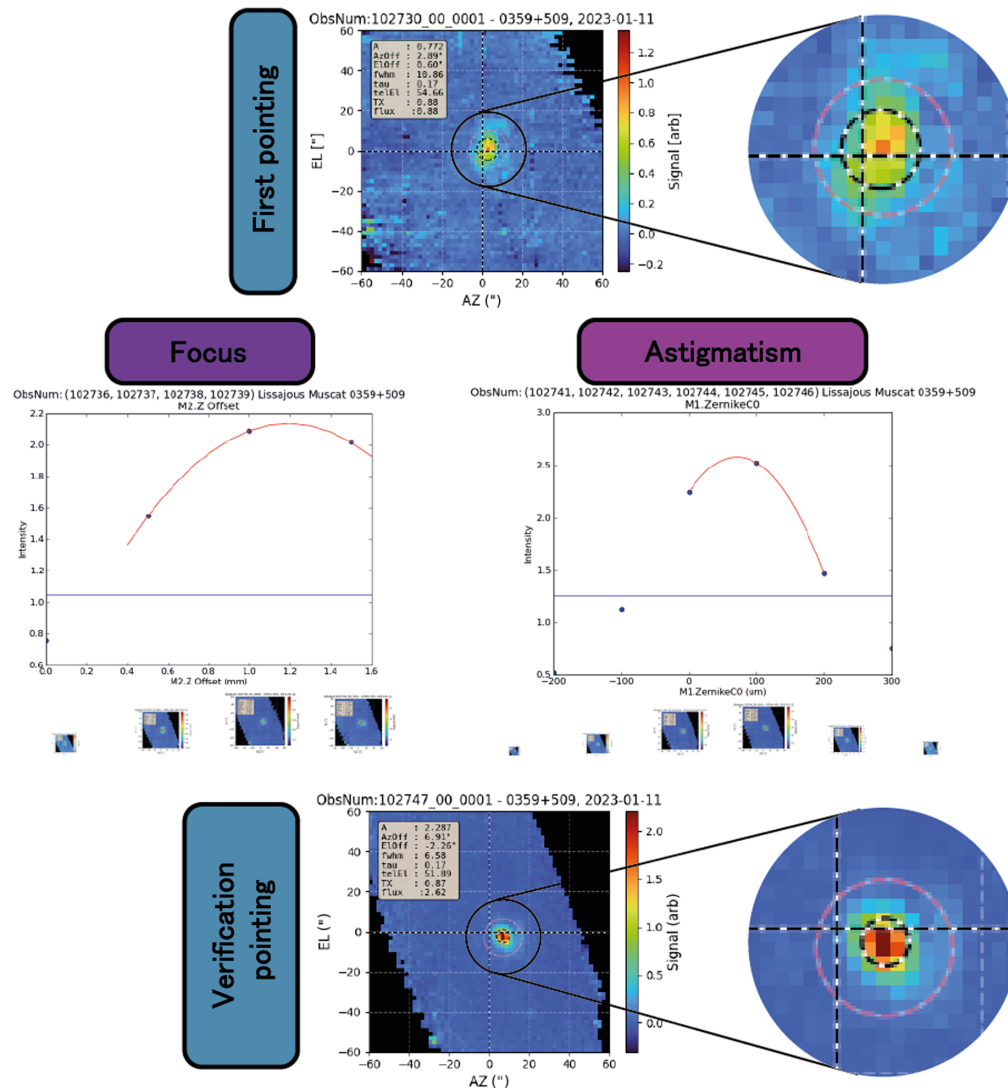 First pointing
ObsNum:102730_00_0001 - 0359+509, 2023-01-11
A : 0.772
AzOff : 2.89"
ElOff : 0.60"
fwhm : 10.86
tau : 0.17
telEl : 54.66
TX : 0.88
flux :0.88
EL ["]
60
40
20
0
−20
−40
−60
−60 −40 −20 0 20 40 60
AZ (")
1.2
1.0
0.8
0.6
0.4
0.2
0.0
−0.2
Signal [arb]
Focus
ObsNum: (102736, 102737, 102738, 102739) Lissajous Muscat 0359+509
M2.Z Offset
Intensity
2.2
2.0
1.8
1.6
1.4
1.2
1.0
0.8
0.6
0.0 0.2 0.4 0.6 0.8 1.0 1.2 1.4 1.6
M2.Z Offset (mm)
Astigmatism
ObsNum: (102741, 102742, 102743, 102744, 102745, 102746) Lissajous Muscat 0359+509
M1.ZernikeC0
Intensity
3.0
2.5
2.0
1.5
1.0
0.5
−200 −100 0 100 200 300
M1.ZernikeC0 (um)
Verification
pointing
ObsNum:102747_00_0001 - 0359+509, 2023-01-11
A : 2.287
AzOff : 6.91"
ElOff : -2.26"
fwhm : 6.58
tau : 0.17
telEl : 51.89
TX : 0.87
flux :2.62
EL (")
60
40
20
0
−20
−40
−60
−60 −40 −20 0 20 40 60
AZ (")
2.0
1.5
1.0
0.5
0.0
Signal (arb)